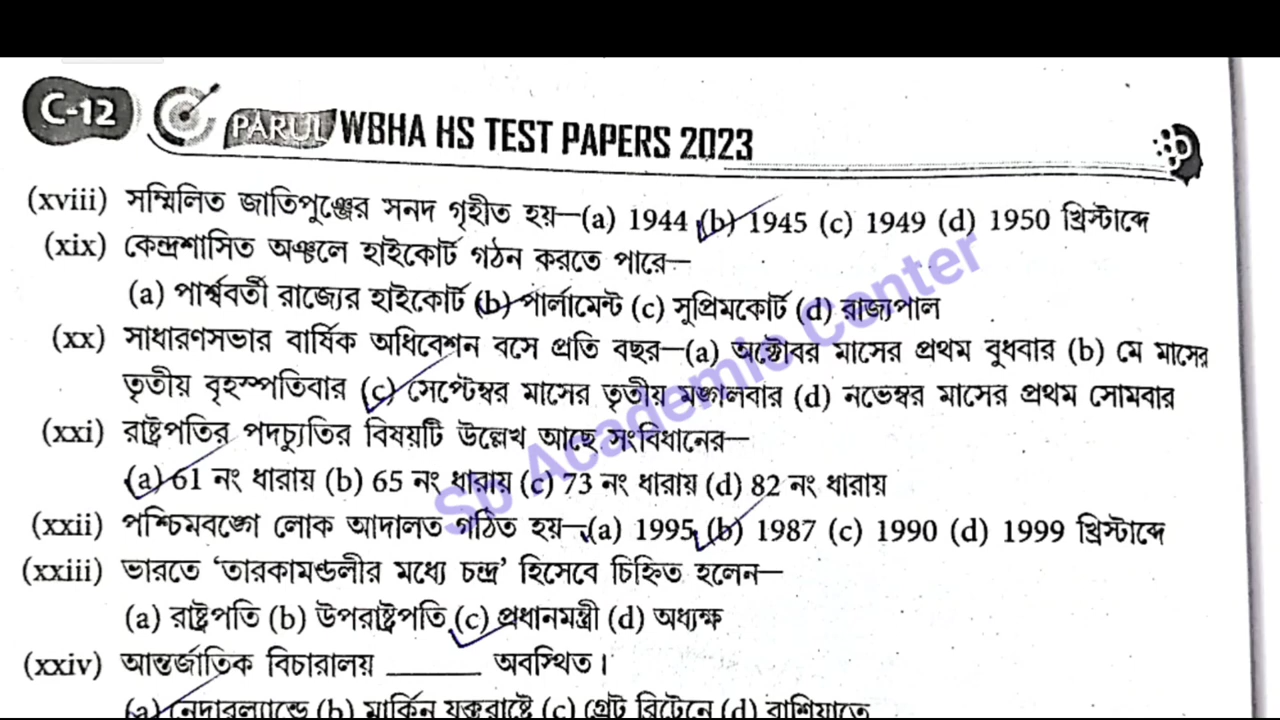 C-12
PARUL WBHA HS TEST PAPERS 2023
(xviii) সম্মিলিত জাতিপুঞ্জের সনদ গৃহীত হয়—(a) 1944 (b) 1945 (c) 1949 (d) 1950 খ্রিস্টাব্দে
(xix) কেন্দ্রশাসিত অঞ্চলে হাইকোর্ট গঠন করতে পারে—
(a) পার্শ্ববর্তী রাজ্যের হাইকোর্ট (b) পার্লামেন্ট (c) সুপ্রিমকোর্ট (d) রাজ্যপাল
(xx) সাধারণসভার বার্ষিক অধিবেশন বসে প্রতি বছর—(a) অক্টোবর মাসের প্রথম বুধবার (b) মে মাসের
তৃতীয় বৃহস্পতিবার (c) সেপ্টেম্বর মাসের তৃতীয় মঙ্গলবার (d) নভেম্বর মাসের প্রথম সোমবার
(xxi) রাষ্ট্রপতির পদচ্যুতির বিষয়টি উল্লেখ আছে সংবিধানের—
(a) 61 নং ধারায় (b) 65 নং ধারায় (c) 73 নং ধারায় (d) 82 নং ধারায়
(xxii) পশ্চিমবঙ্গে লোক আদালত গঠিত হয়—(a) 1995 (b) 1987 (c) 1990 (d) 1999 খ্রিস্টাব্দে
(xxiii) ভারতে ‘তারকামণ্ডলীর মধ্যে চন্দ্র’ হিসেবে চিহ্নিত হলেন—
(a) রাষ্ট্রপতি (b) উপরাষ্ট্রপতি (c) প্রধানমন্ত্রী (d) অধ্যক্ষ
(xxiv) আন্তর্জাতিক বিচারালয় ________ অবস্থিত।
(a) নেদারল্যান্ডে (b) মার্কিন যুক্তরাষ্ট্রে (c) গ্রেট ব্রিটেনে (d) রাশিয়াতে
Sb Academic Center